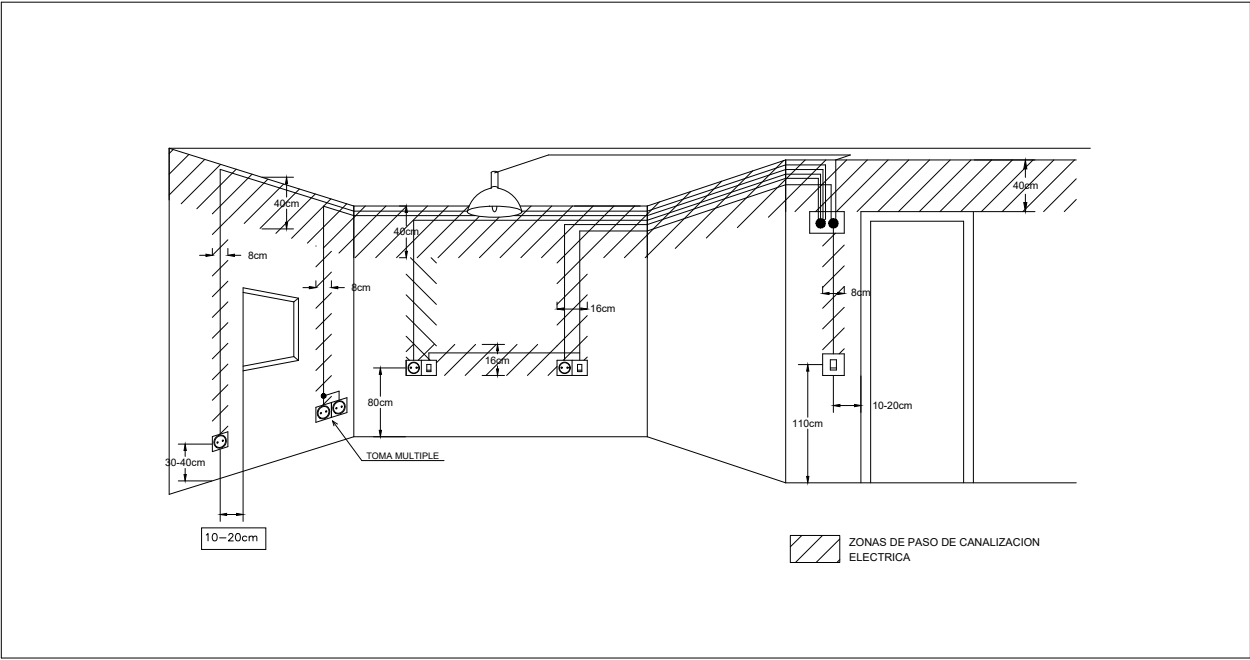 40cm
40cm
40cm
8cm
8cm
8cm
16cm
16cm
80cm
110cm
10-20cm
TOMA MULTIPLE
30-40cm
10-20cm
ZONAS DE PASO DE CANALIZACION
ELECTRICA